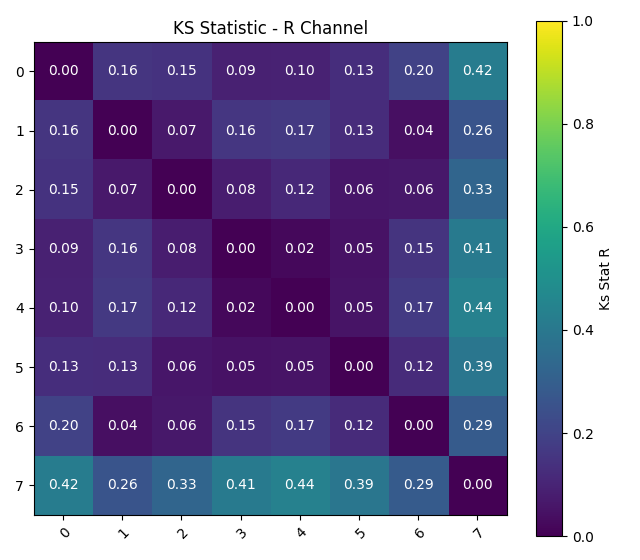 KS Statistic - R Channel
0 0.00 0.16 0.15 0.09 0.10 0.13 0.20 0.42
1 0.16 0.00 0.07 0.16 0.17 0.13 0.04 0.26
2 0.15 0.07 0.00 0.08 0.12 0.06 0.06 0.33
3 0.09 0.16 0.08 0.00 0.02 0.05 0.15 0.41
4 0.10 0.17 0.12 0.02 0.00 0.05 0.17 0.44
5 0.13 0.13 0.06 0.05 0.05 0.00 0.12 0.39
6 0.20 0.04 0.06 0.15 0.17 0.12 0.00 0.29
7 0.42 0.26 0.33 0.41 0.44 0.39 0.29 0.00
0 1 2 3 4 5 6 7
1.0
0.8
0.6
0.4
0.2
0.0
Ks Stat R